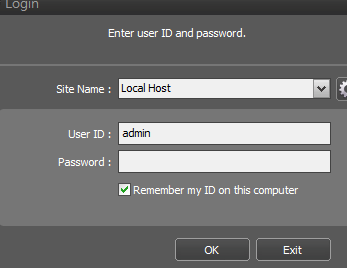 Login
Enter user ID and password.
Site Name : Local Host
User ID : admin
Password :
Remember my ID on this computer
OK Exit